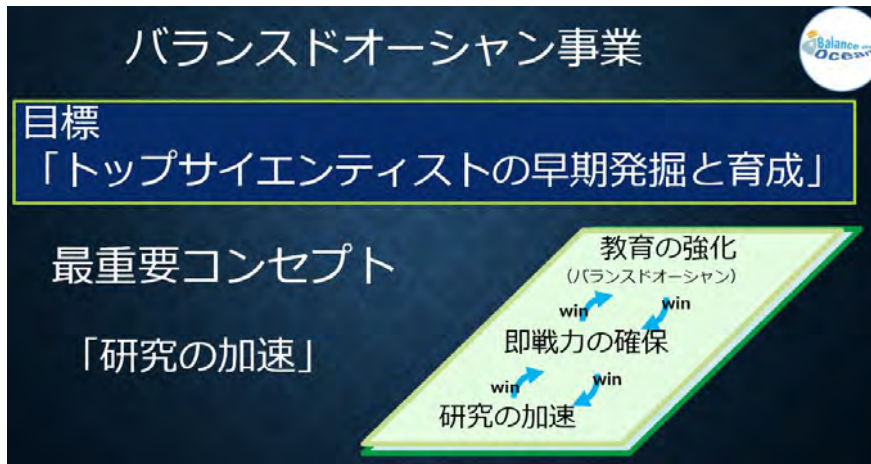 バランスドオーシャン事業
Balance
Ocean
目標
「トップサイエンティストの早期発掘と育成」
最重要コンセプト
「研究の加速」
教育の強化
(バランスドオーシャン)
win
win
即戦力の確保
win
win
研究の加速